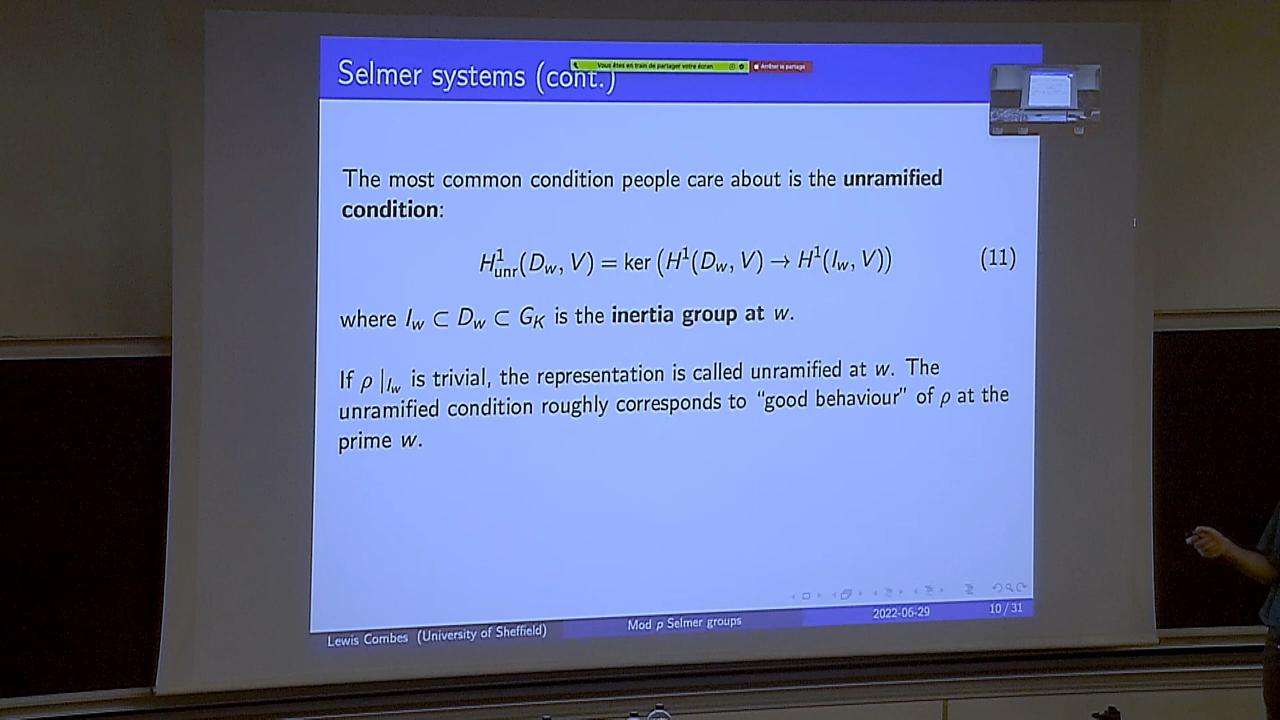 Selmer systems (cont.)
Vous êtes en train de partager votre écran
Arrêter le partage
The most common condition people care about is the unramified
condition:
H¹unr(D_w, V) = ker (H¹(D_w, V) → H¹(I_w, V)) (11)
where I_w ⊂ D_w ⊂ G_K is the inertia group at w.
If ρ |I_w is trivial, the representation is called unramified at w. The
unramified condition roughly corresponds to “good behaviour” of ρ at the
prime w.
Lewis Combes (University of Sheffield) Mod p Selmer groups 2022-06-29 10 / 31